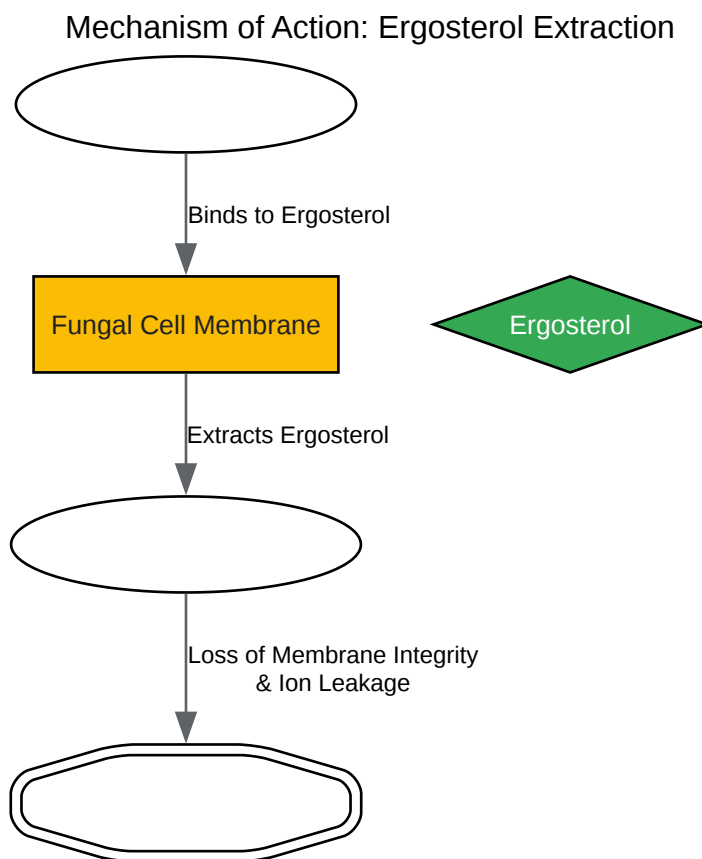 Mechanism of Action: Ergosterol Extraction
Binds to Ergosterol
Fungal Cell Membrane
Ergosterol
Extracts Ergosterol
Loss of Membrane Integrity
& Ion Leakage